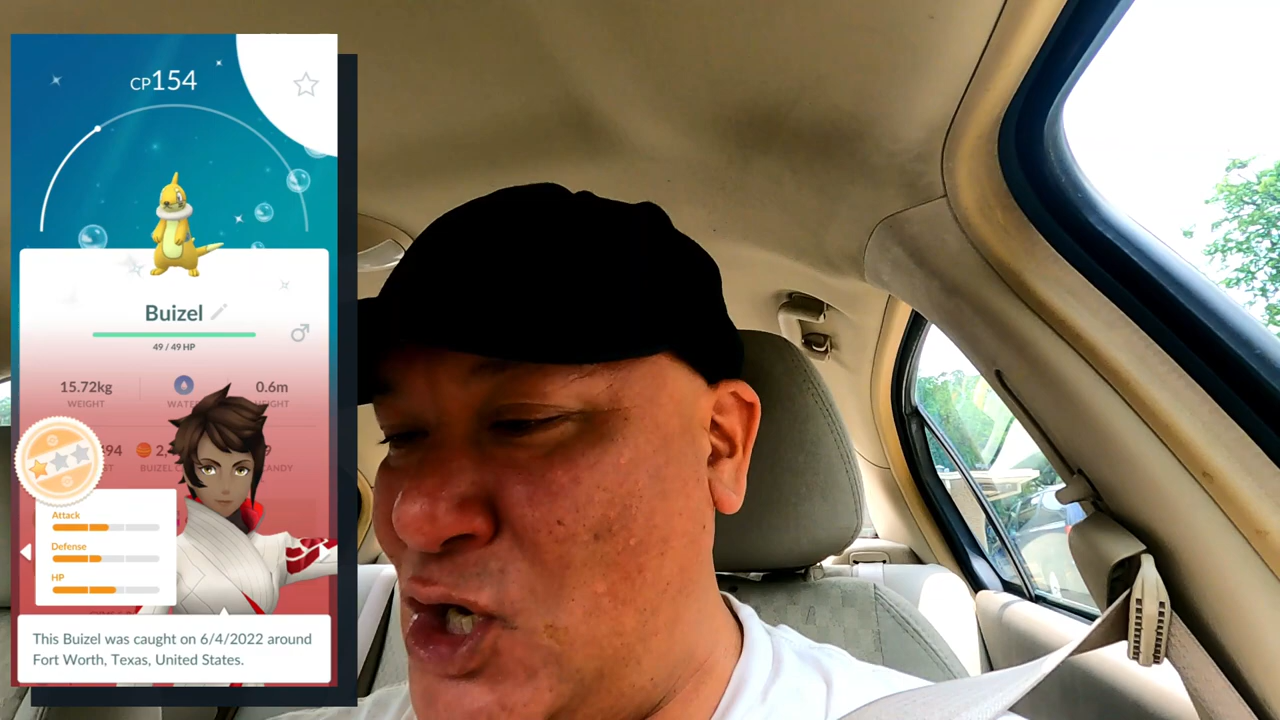 CP154
Buizel
49 / 49 HP
15.72kg
0.6m
WEIGHT
Attack
Defense
HP
This Buizel was caught on 6/4/2022 around
Fort Worth, Texas, United States.